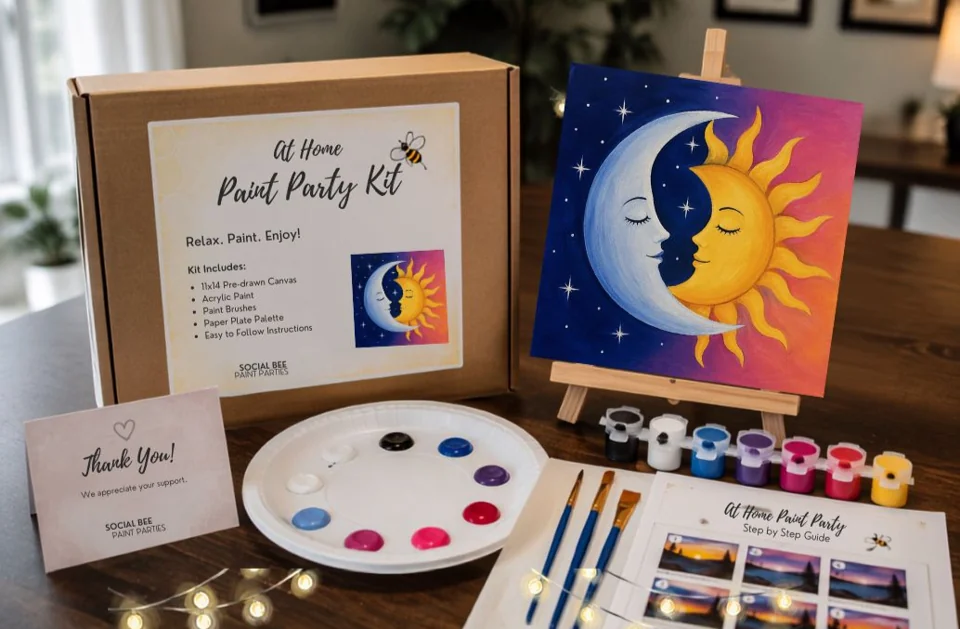 At Home
Paint Party Kit
Relax. Paint. Enjoy!
Kit Includes:
• 11x14 Pre-drawn Canvas
• Acrylic Paint
• Paint Brushes
• Paper Plate Palette
• Easy to Follow Instructions
SOCIAL BEE
PAINT PARTIES
Thank You!
We appreciate your support.
SOCIAL BEE
PAINT PARTIES
At Home Paint Party
Step by Step Guide